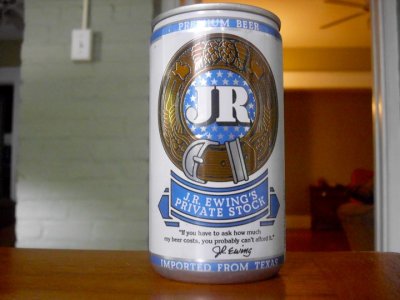 PREMIUM BEER
JR
J.R. EWING'S
PRIVATE STOCK
"If you have to ask how much
my beer costs, you probably can't afford it."
J.R. Ewing
IMPORTED FROM TEXAS